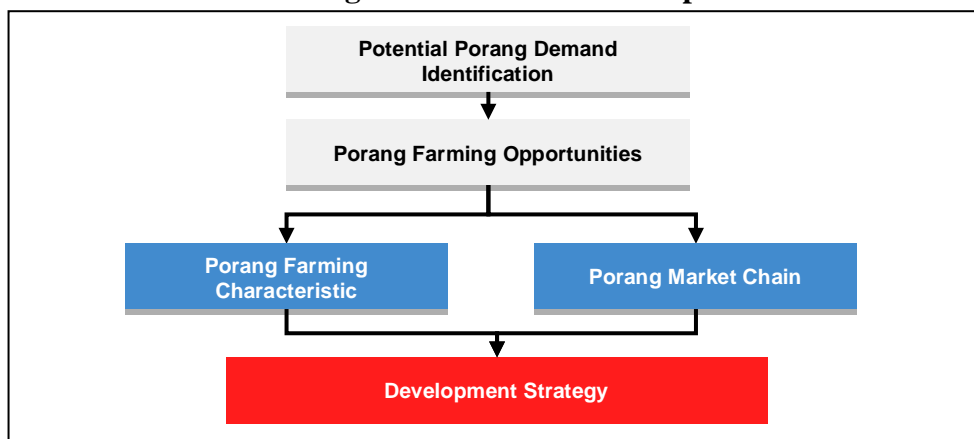 Potential Porang Demand
Identification
Porang Farming Opportunities
Porang Farming
Characteristic
Porang Market Chain
Development Strategy